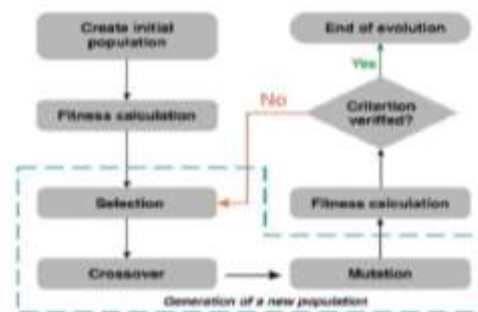 Create initial
population
Fitness calculation
Selection
Crossover
Mutation
Generation of a new population
Fitness calculation
Criterion
verified?
No
Yes
End of evolution